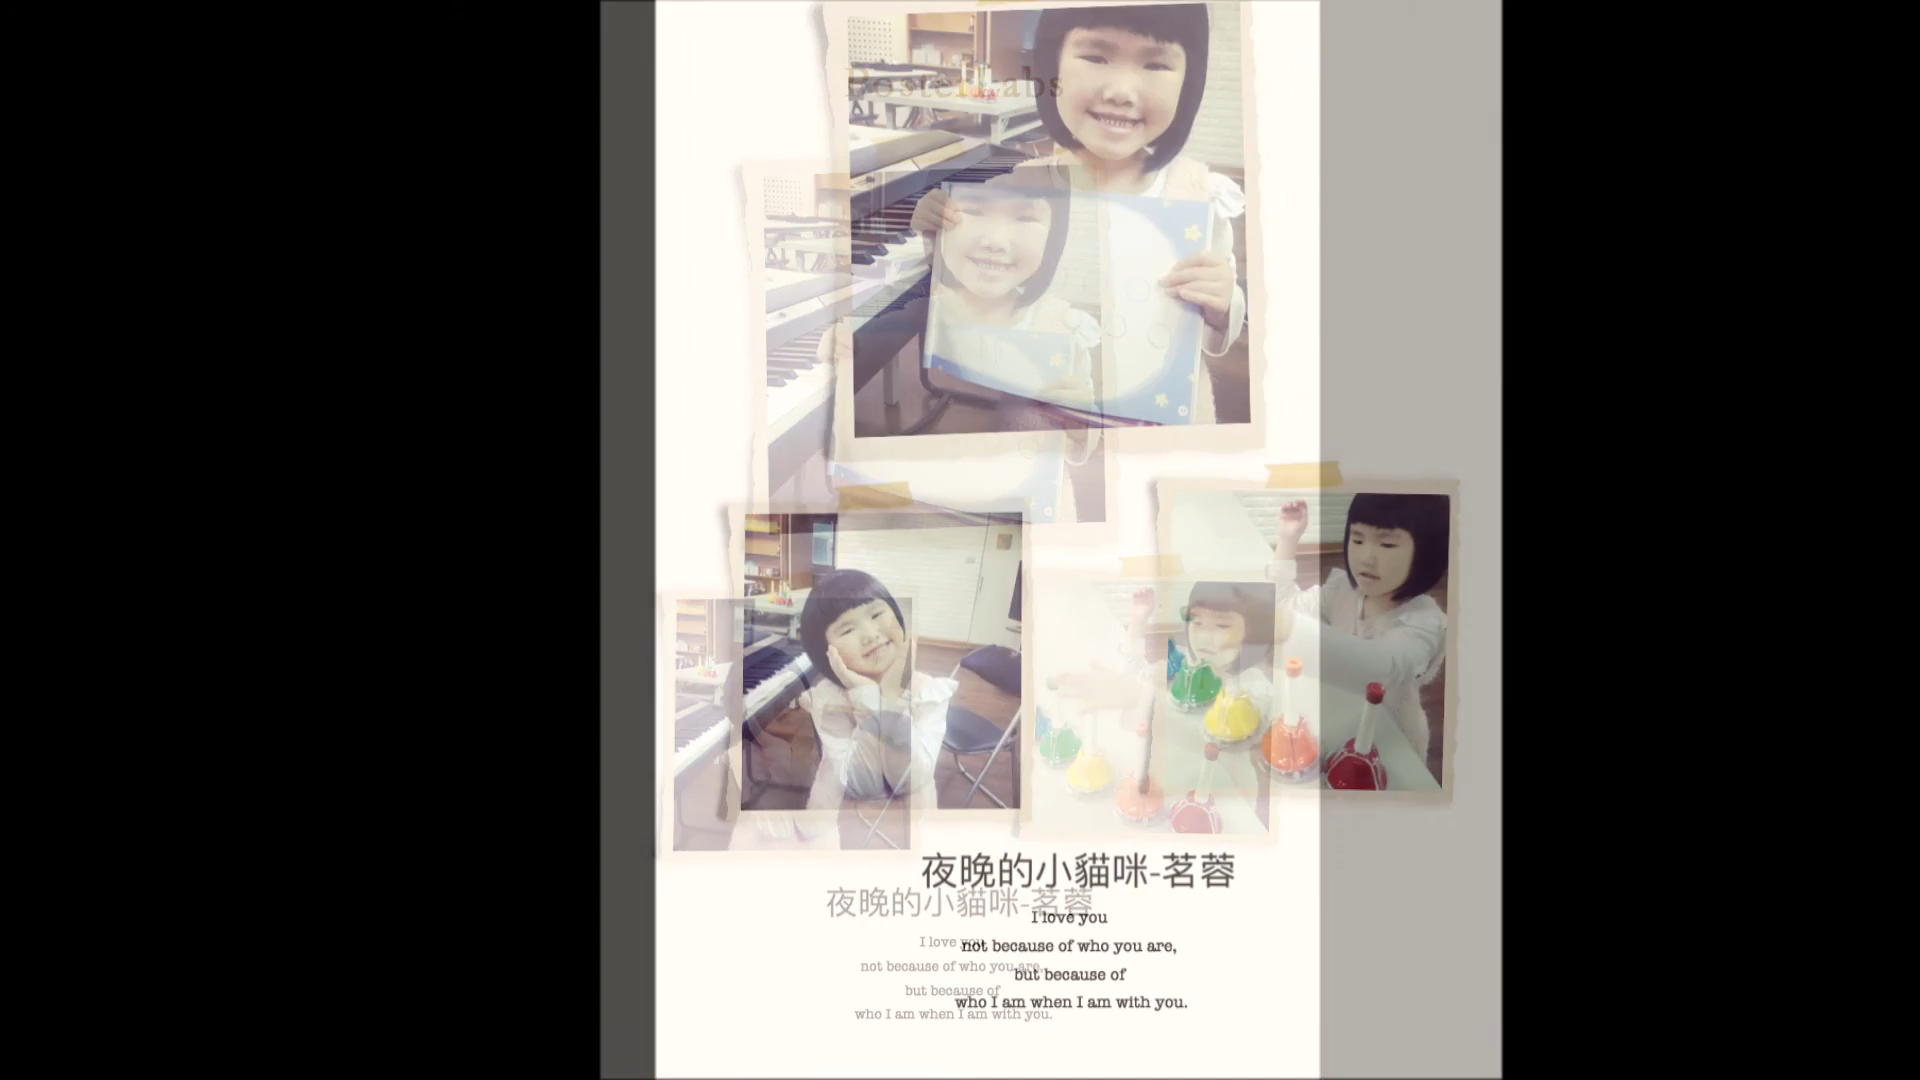 PosterLabs
夜晚的小貓咪-茗蓉
I love you
not because of who you are,
but because of
who I am when I am with you.
夜晚的小貓咪-茗蓉
I love you
not because of who you are,
but because of
who I am when I am with you.